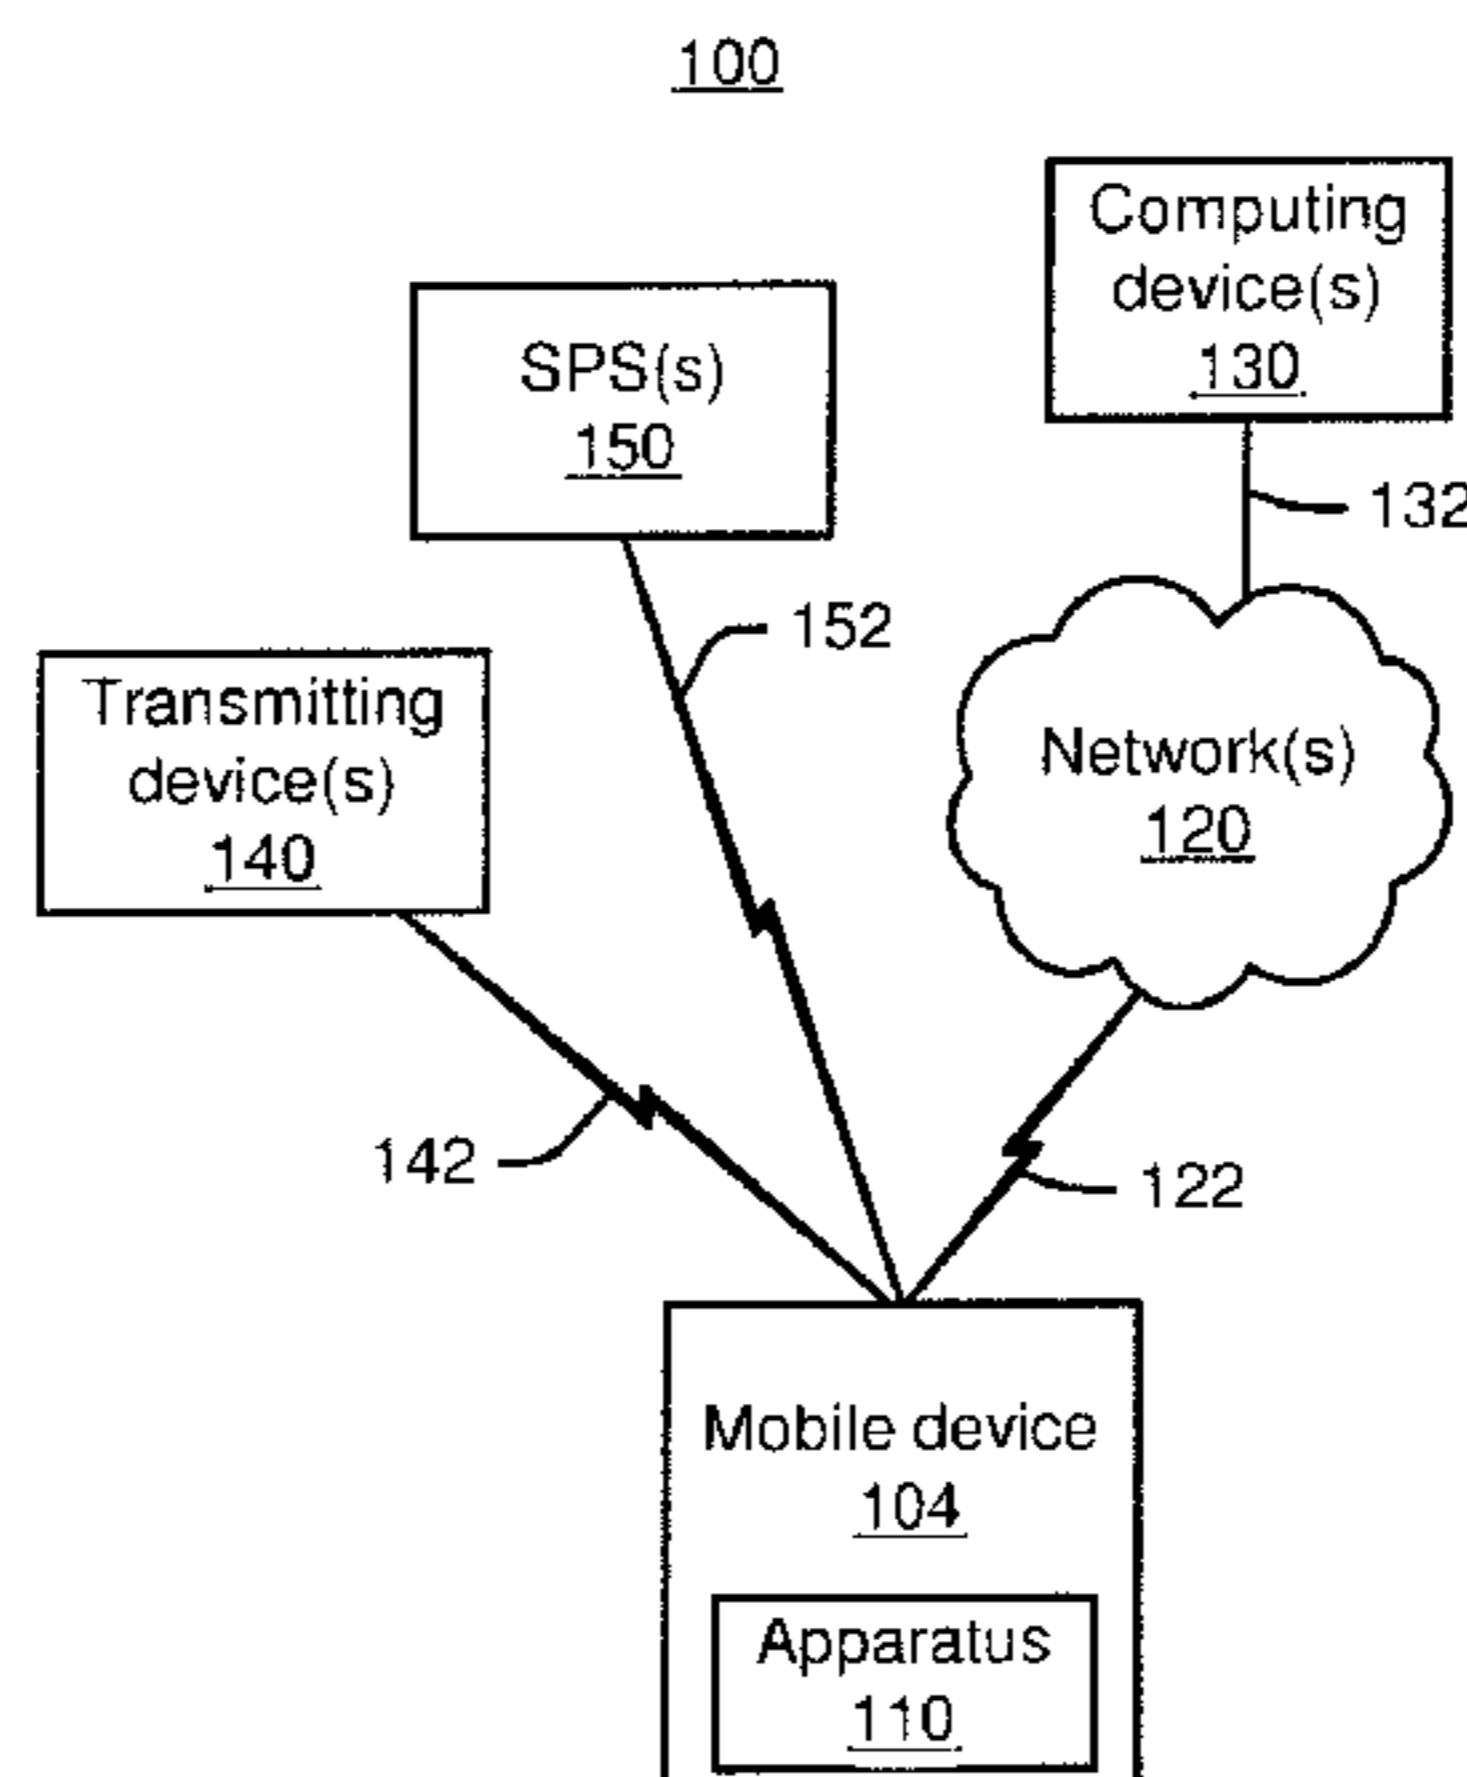 100
Computing
device(s)
130
SPS(s)
150
132
152
Transmitting
device(s)
140
Network(s)
120
142
122
Mobile device
104
Apparatus
110